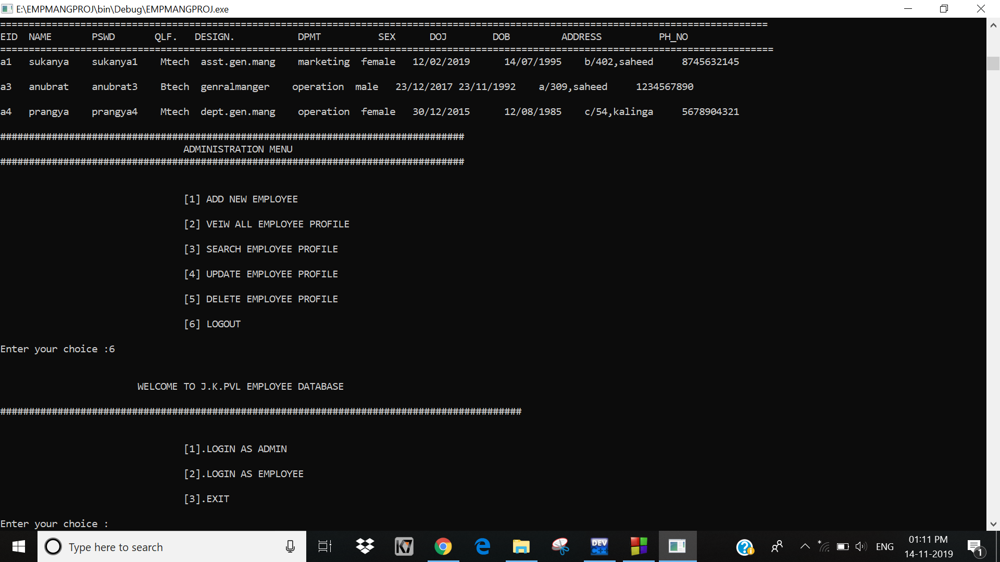 E:\EMPMANGPROJ\bin\Debug\EMPMANGPROJ.exe
EID NAME PSWD QLF. DESIGN. DPMT SEX DOJ DOB ADDRESS PH_NO
a1 sukanya sukanya1 Mtech asst.gen.mang marketing female 12/02/2019 14/07/1995 b/402,saheed 8745632145
a3 anubrat anubrat3 Btech genralmanger operation male 23/12/2017 23/11/1992 a/309,saheed 1234567890
a4 prangya prangya4 Mtech dept.gen.mang operation female 30/12/2015 12/08/1985 c/54,kalinga 5678904321
ADMINISTRATION MENU
[1] ADD NEW EMPLOYEE
[2] VEIW ALL EMPLOYEE PROFILE
[3] SEARCH EMPLOYEE PROFILE
[4] UPDATE EMPLOYEE PROFILE
[5] DELETE EMPLOYEE PROFILE
[6] LOGOUT
Enter your choice :6
WELCOME TO J.K.PVL EMPLOYEE DATABASE
[1].LOGIN AS ADMIN
[2].LOGIN AS EMPLOYEE
[3].EXIT
Enter your choice :
Type here to search
K7
DEV C++
ENG
01:11 PM
14-11-2019
1